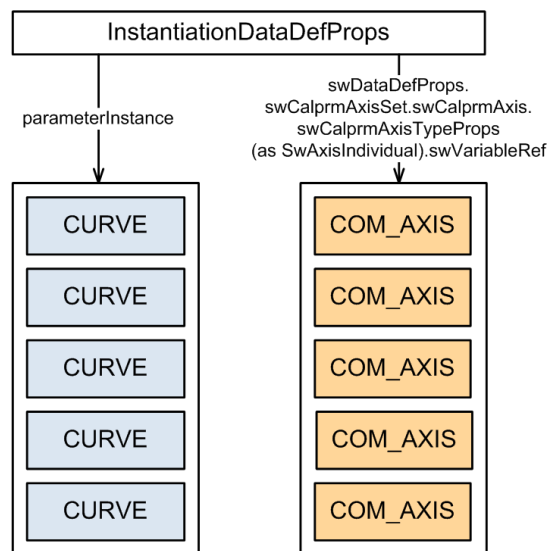 InstantiationDataDefProps
parameterInstance
swDataDefProps.
swCalprmAxisSet.swCalprmAxis.
swCalprmAxisTypeProps
(as SwAxisIndividual).swVariableRef
CURVE
CURVE
CURVE
CURVE
CURVE
COM_AXIS
COM_AXIS
COM_AXIS
COM_AXIS
COM_AXIS